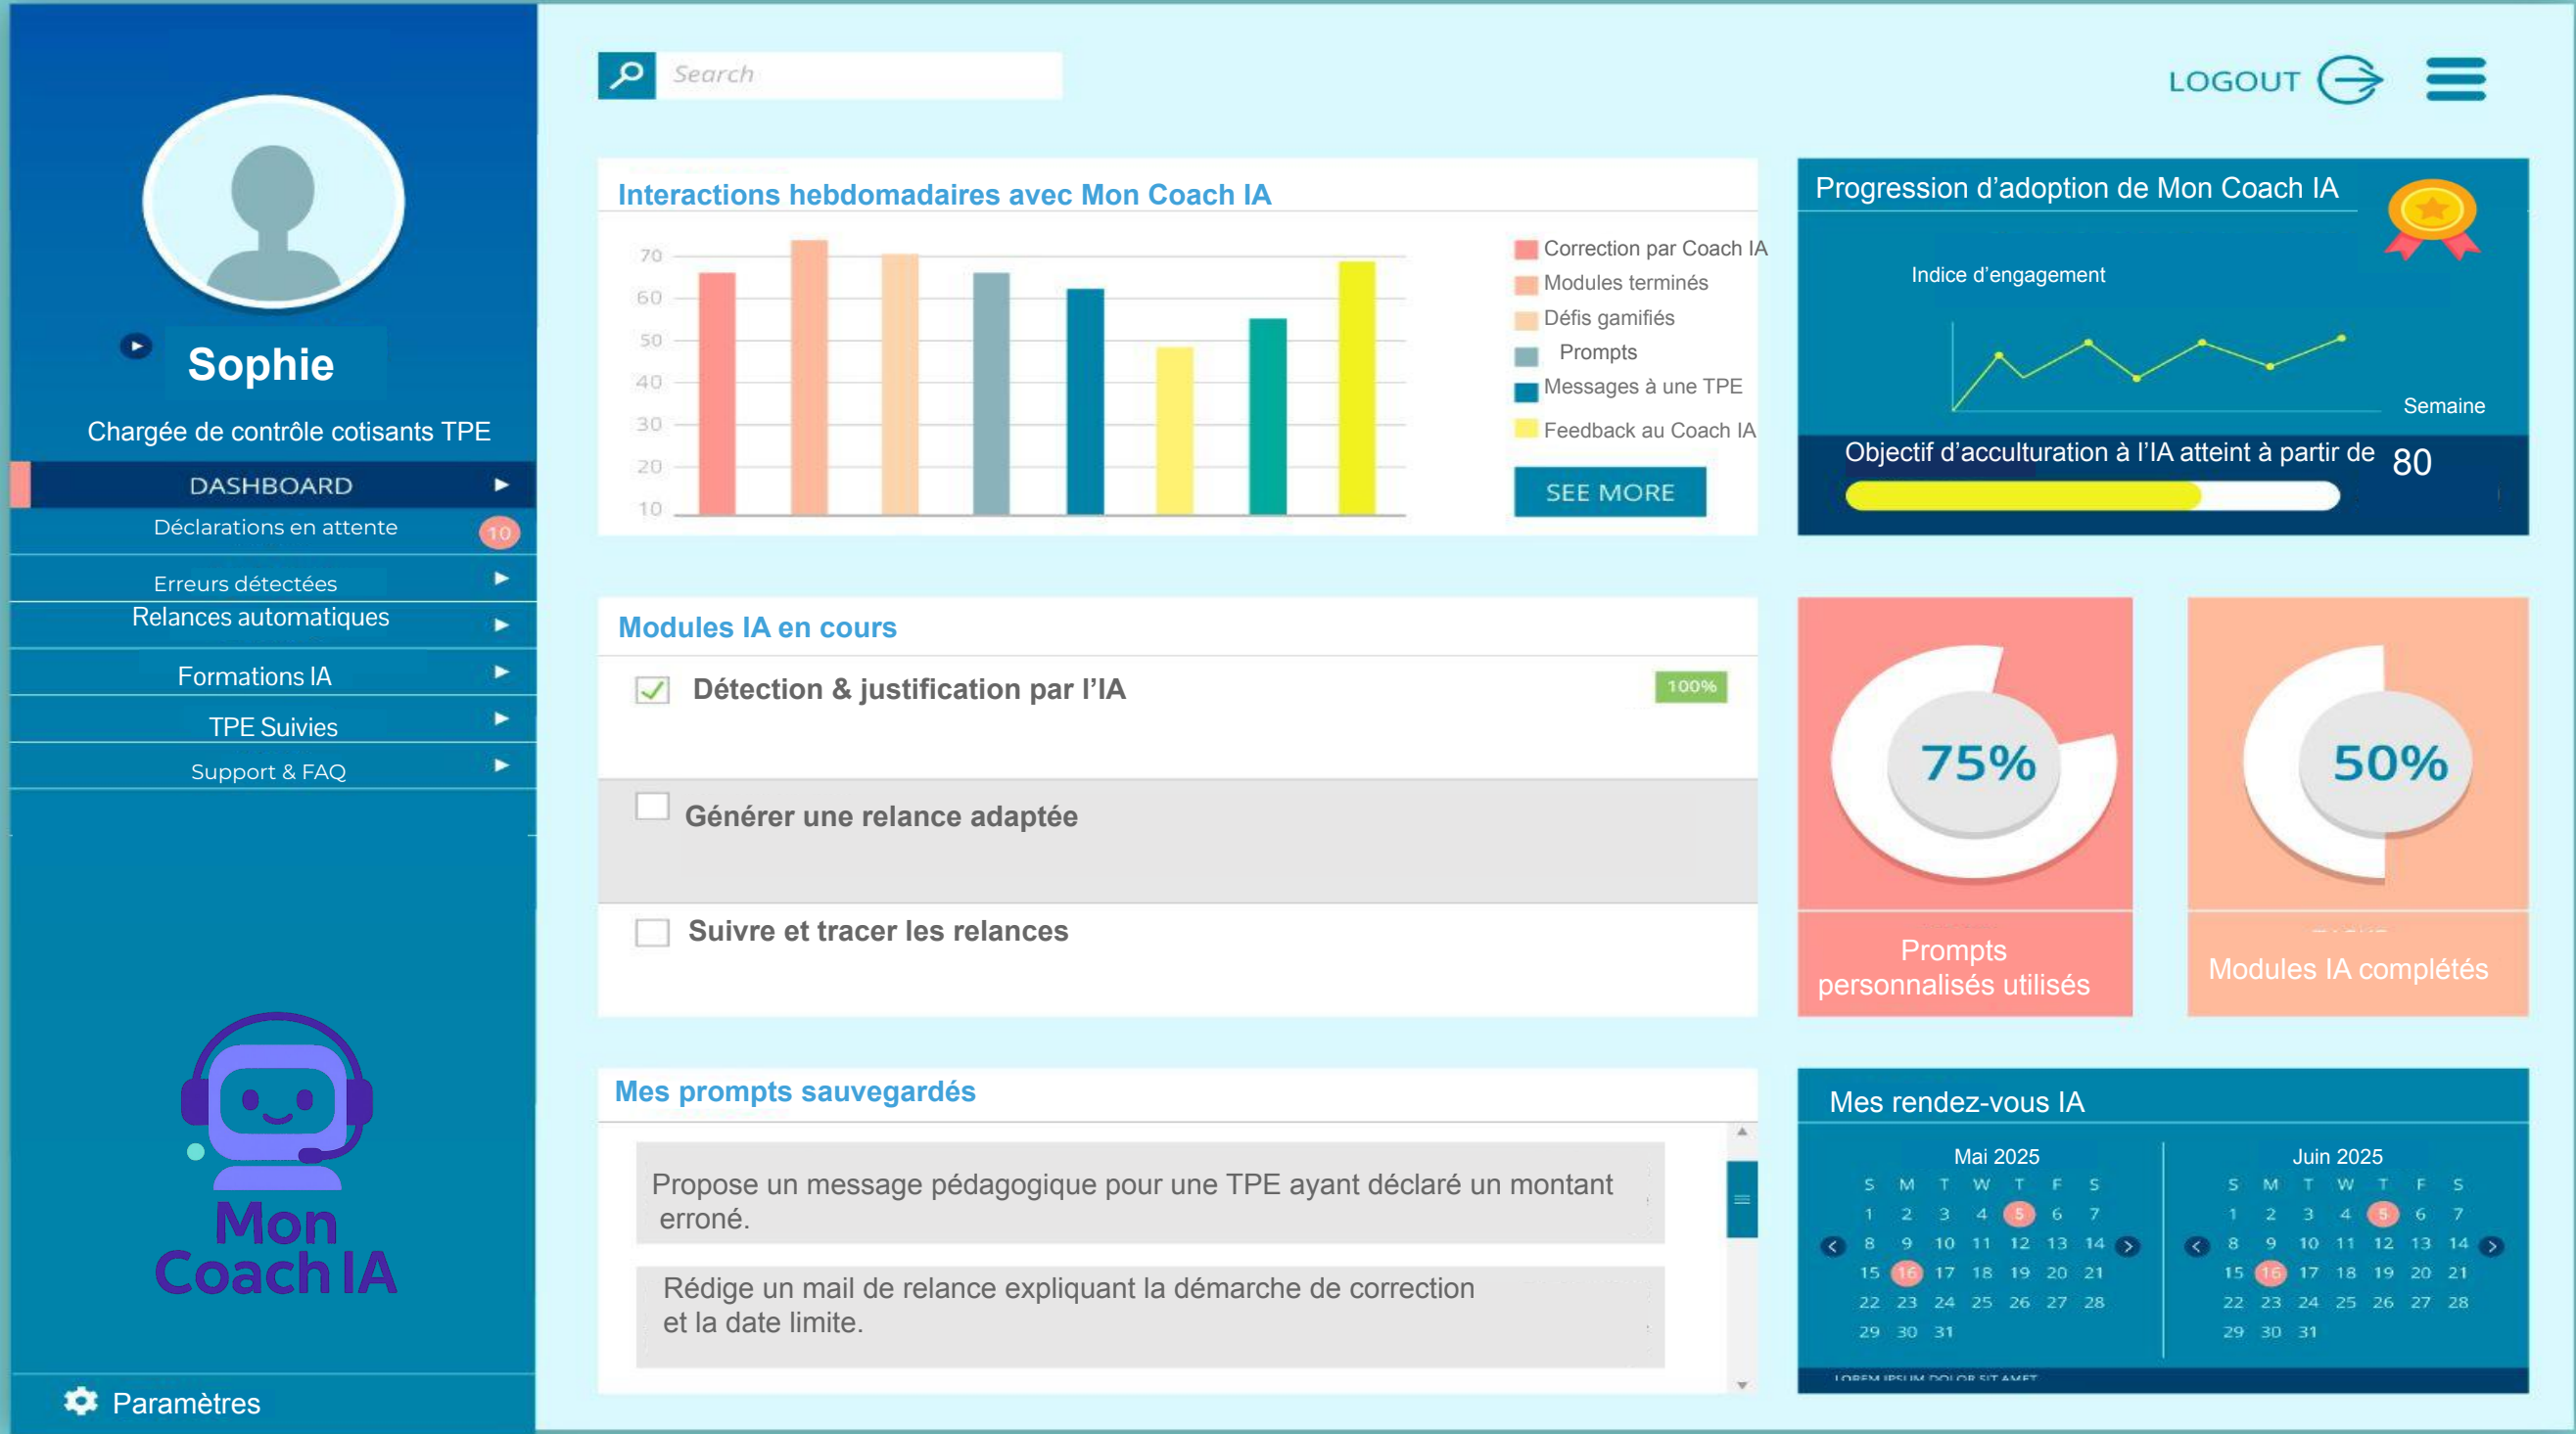 Sophie
Chargée de contrôle cotisants TPE
DASHBOARD
Déclarations en attente
10
Erreurs détectées
Relances automatiques
Formations IA
TPE Suivies
Support & FAQ
Mon
Coach IA
Paramètres
Search
LOGOUT
Interactions hebdomadaires avec Mon Coach IA
70
60
50
40
30
20
10
Correction par Coach IA
Modules terminés
Défis gamifiés
Prompts
Messages à une TPE
Feedback au Coach IA
SEE MORE
Progression d’adoption de Mon Coach IA
Indice d’engagement
Semaine
Objectif d’acculturation à l’IA atteint à partir de 80
Modules IA en cours
Détection & justification par l’IA
100%
Générer une relance adaptée
Suivre et tracer les relances
75%
Prompts
personnalisés utilisés
50%
Modules IA complétés
Mes prompts sauvegardés
Propose un message pédagogique pour une TPE ayant déclaré un montant
erroné.
Rédige un mail de relance expliquant la démarche de correction
et la date limite.
Mes rendez-vous IA
Mai 2025
S M T W T F S
1 2 3 4 5 6 7
8 9 10 11 12 13 14
15 16 17 18 19 20 21
22 23 24 25 26 27 28
29 30 31
Juin 2025
S M T W T F S
1 2 3 4 5 6 7
8 9 10 11 12 13 14
15 16 17 18 19 20 21
22 23 24 25 26 27 28
29 30 31
LOREM IPSUM DOLOR SIT AMET